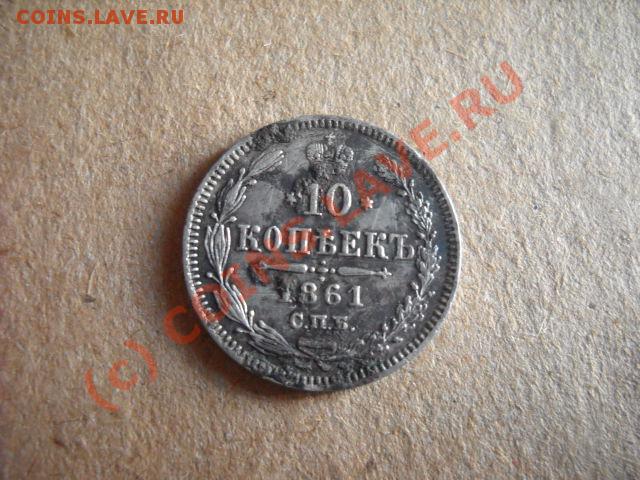 COINS.LAVE.RU
(c) COINS.LAVE.RU
10
КОПѢЕКЪ
1861
С.П.Б.